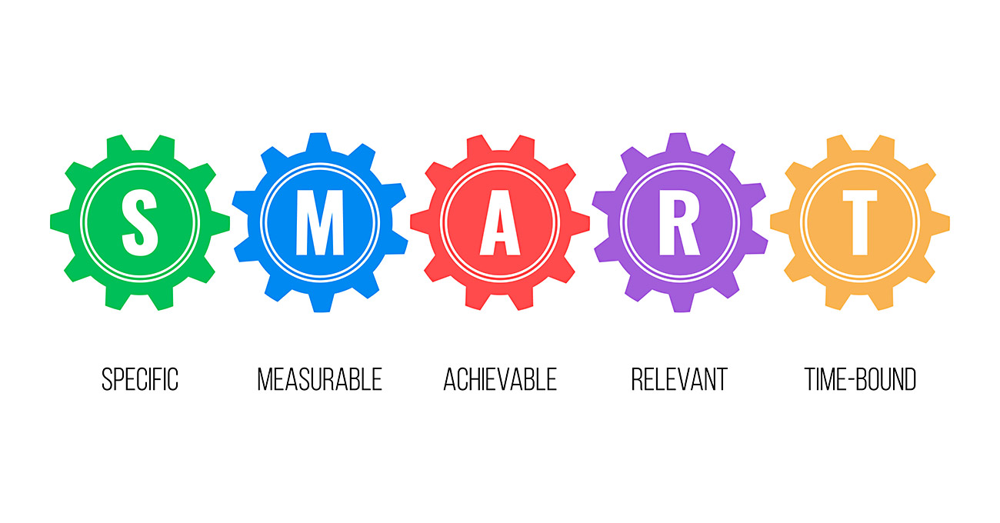 S M A R T
SPECIFIC MEASURABLE ACHIEVABLE RELEVANT TIME-BOUND